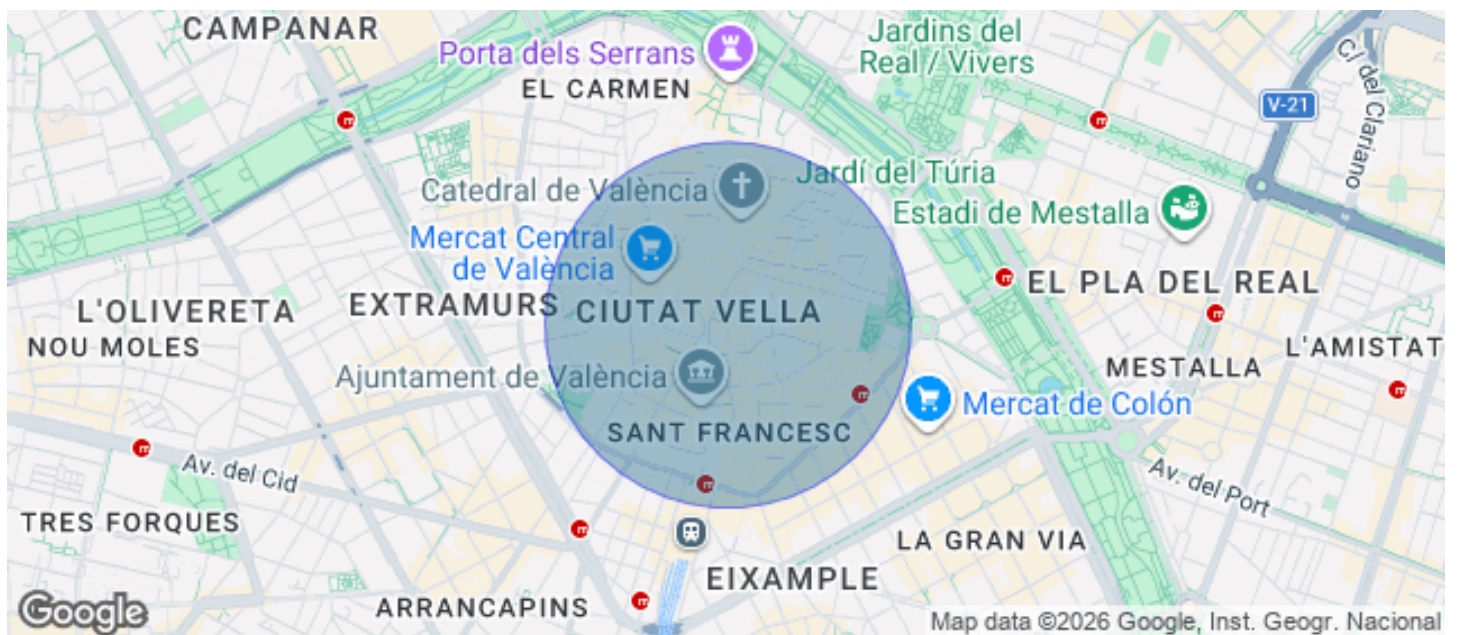 CAMPANAR
Porta dels Serrans
EL CARMEN
Jardins del
Real / Vivers
V-21
C/ del Clariano
Catedral de València
Jardí del Túria
Estadi de Mestalla
Mercat Central
de València
EL PLA DEL REAL
L'OLIVERETA
EXTRAMURS
CIUTAT VELLA
NOU MOLES
L'AMISTAT
MESTALLA
Ajuntament de València
Mercat de Colón
SANT FRANCESC
Av. del Cid
Av. del Port
TRES FORQUES
LA GRAN VIA
EIXAMPLE
ARRANCAPINS
Google
Map data ©2026 Google, Inst. Geogr. Nacional